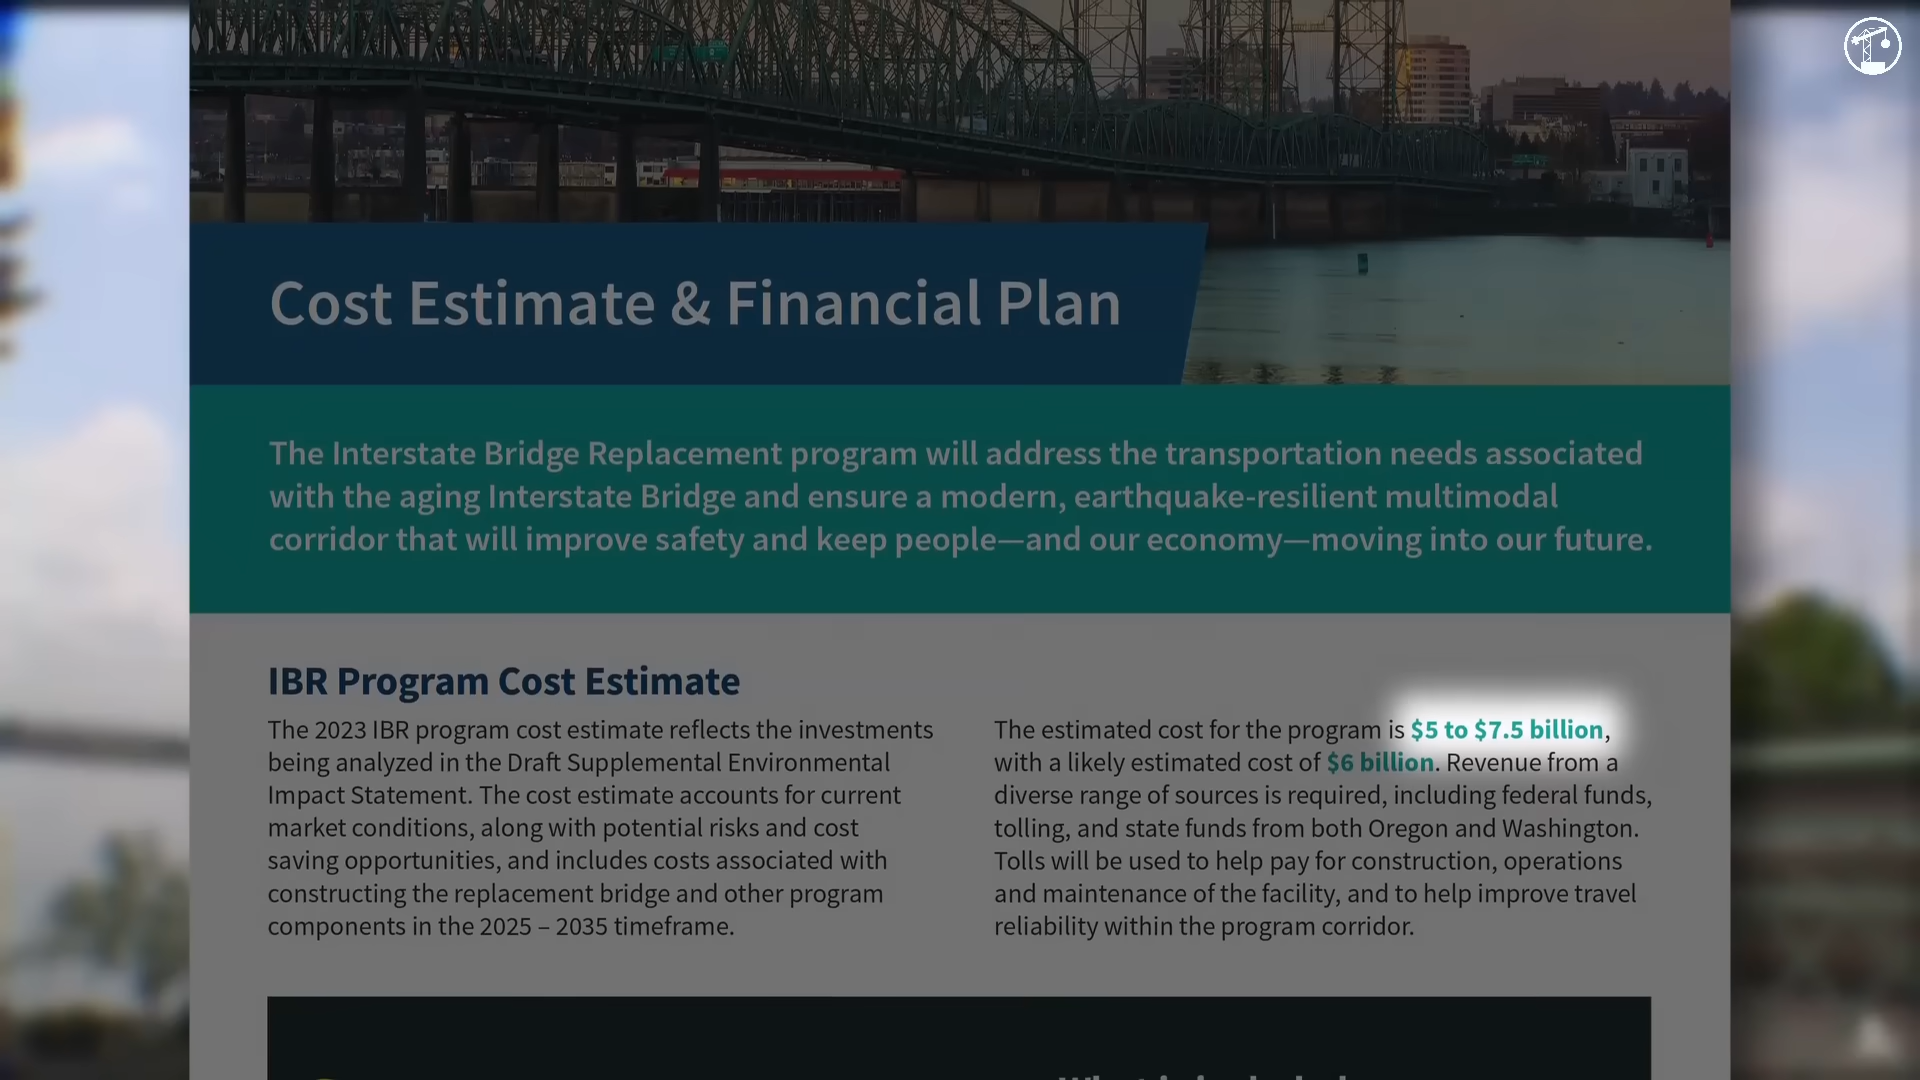 Cost Estimate & Financial Plan
The Interstate Bridge Replacement program will address the transportation needs associated
with the aging Interstate Bridge and ensure a modern, earthquake-resilient multimodal
corridor that will improve safety and keep people—and our economy—moving into our future.
IBR Program Cost Estimate
The 2023 IBR program cost estimate reflects the investments
being analyzed in the Draft Supplemental Environmental
Impact Statement. The cost estimate accounts for current
market conditions, along with potential risks and cost
saving opportunities, and includes costs associated with
constructing the replacement bridge and other program
components in the 2025 – 2035 timeframe.
The estimated cost for the program is $5 to $7.5 billion,
with a likely estimated cost of $6 billion. Revenue from a
diverse range of sources is required, including federal funds,
tolling, and state funds from both Oregon and Washington.
Tolls will be used to help pay for construction, operations
and maintenance of the facility, and to help improve travel
reliability within the program corridor.